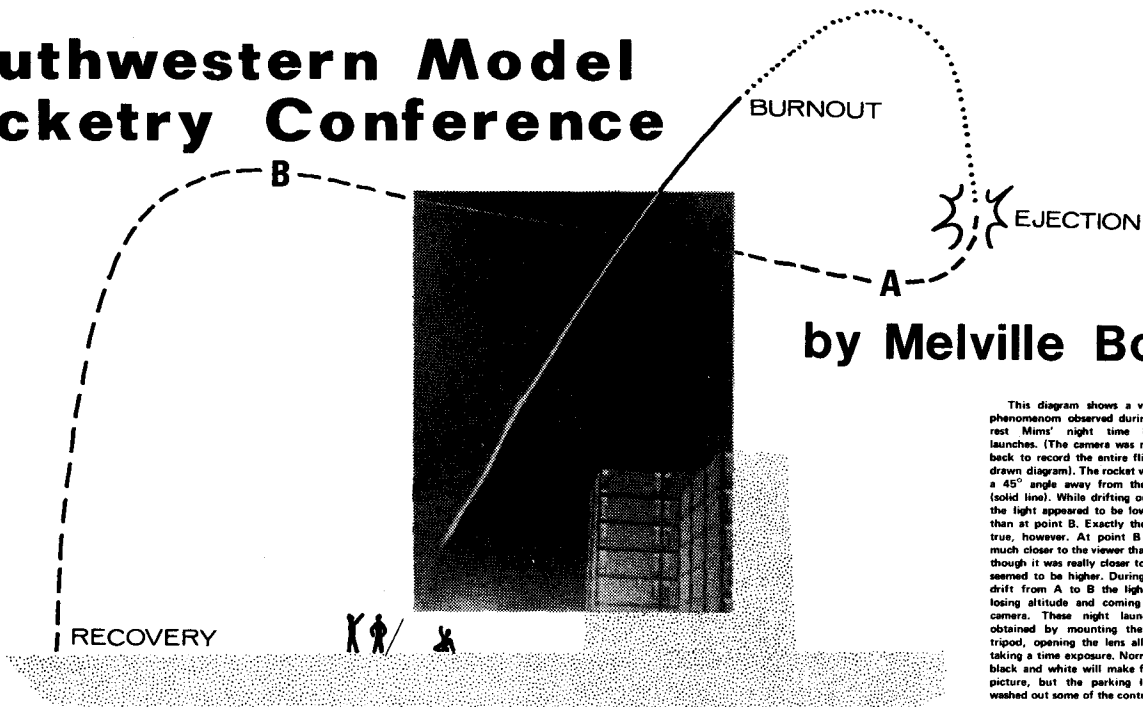 uthwestern Model
cketry Conference
BURNOUT
B
EJECTION
A
by Melville Bo
This diagram shows a v
phenomenom observed durin
rest Mims' night time
launches. (The camera was n
back to record the entire fli
drawn diagram). The rocket w
a 45° angle away from the
(solid line). While drifting o
the light appeared to be low
than at point B. Exactly the
true, however. At point B
much closer to the viewer tha
though it was really closer to
seemed to be higher. During
drift from A to B the ligh
losing altitude and coming
camera. These night laun
obtained by mounting the
tripod, opening the lens all
taking a time exposure. Norr
black and white will make f
picture, but the parking l
washed out some of the contr
RECOVERY